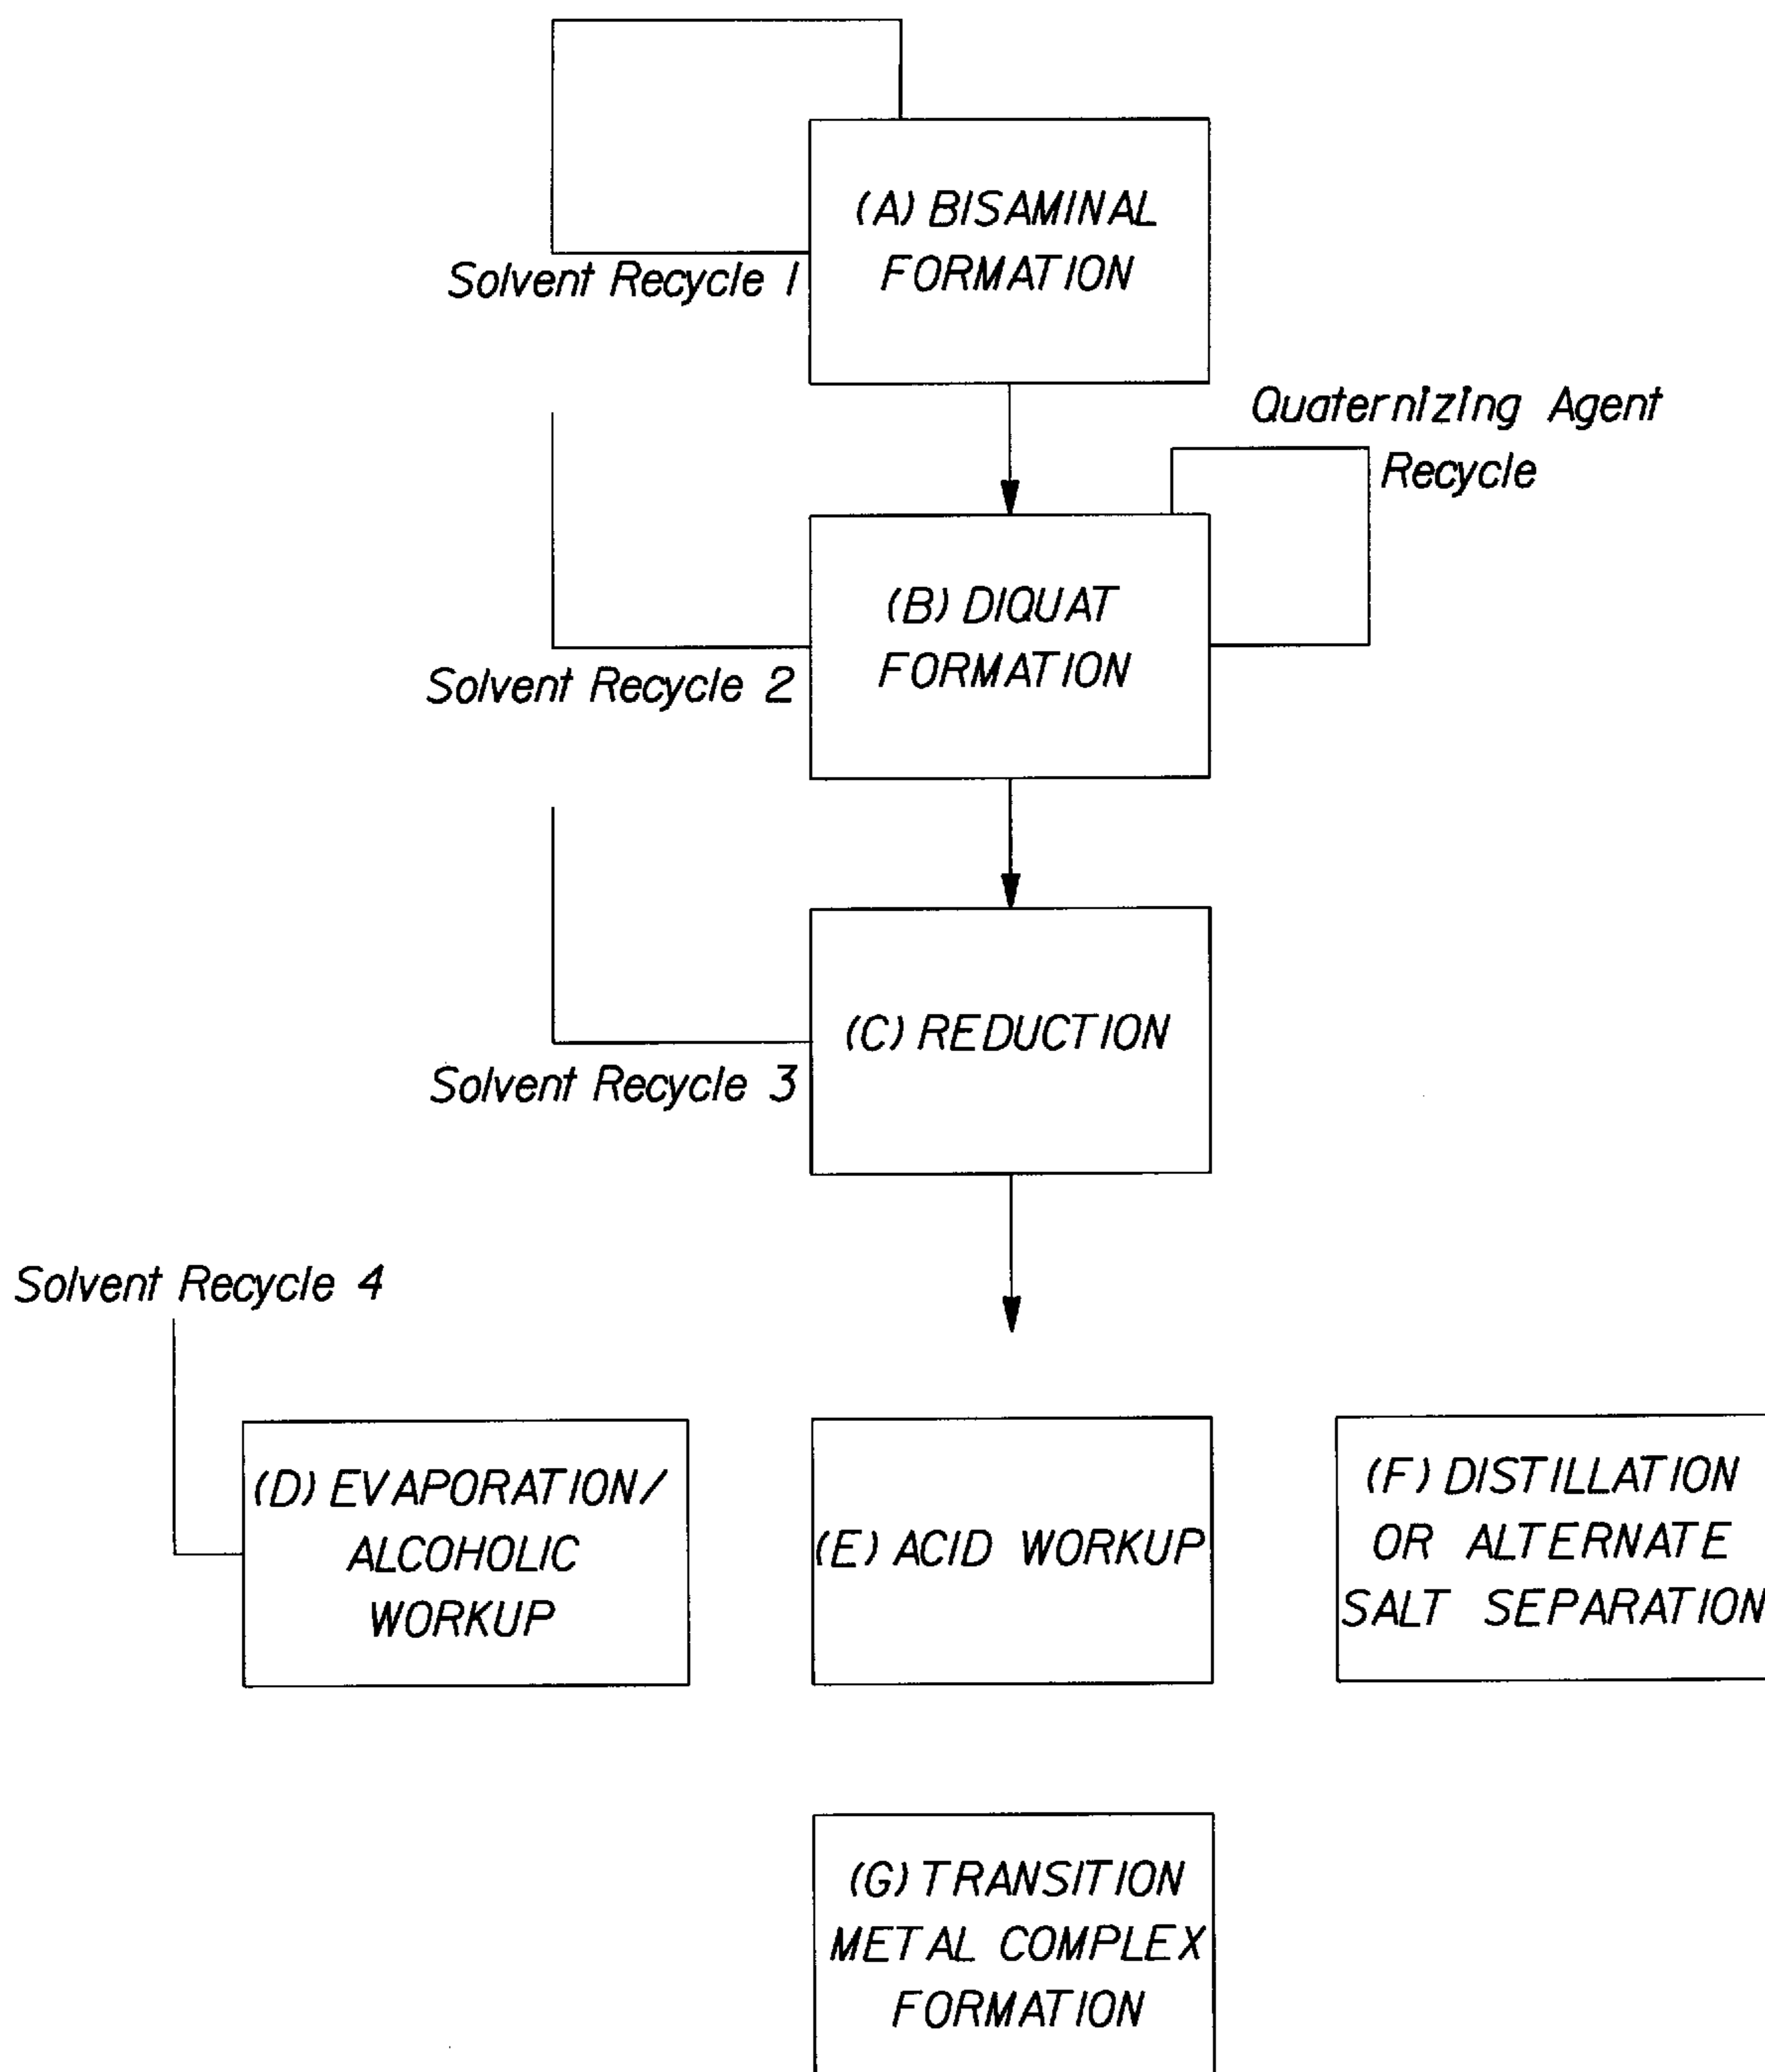 (A) BISAMINAL
FORMATION
Solvent Recycle 1
Quaternizing Agent
Recycle
(B) DIQUAT
FORMATION
Solvent Recycle 2
(C) REDUCTION
Solvent Recycle 3
Solvent Recycle 4
(D) EVAPORATION/
ALCOHOLIC
WORKUP
(E) ACID WORKUP
(F) DISTILLATION
OR ALTERNATE
SALT SEPARATION
(G) TRANSITION
METAL COMPLEX
FORMATION